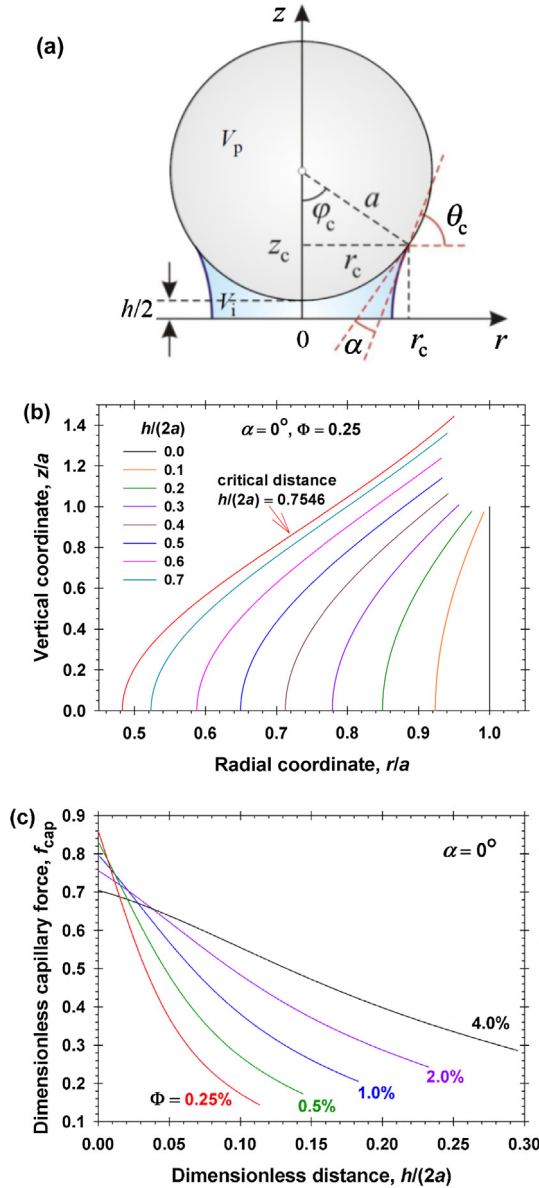 (a)
z
V_p
a
φ_c
θ_c
z_c
r_c
h/2
V_i
0
α
r_c
r
(b)
h/(2a)
α=0°, Φ = 0.25
0.0
0.1
0.2
0.3
0.4
0.5
0.6
0.7
critical distance
h/(2a) = 0.7546
1.4
1.2
1.0
0.8
0.6
0.4
0.2
0.0
Vertical coordinate, z/a
0.5 0.6 0.7 0.8 0.9 1.0
Radial coordinate, r/a
(c)
α=0°
0.9
0.8
0.7
0.6
0.5
0.4
0.3
0.2
0.1
Dimensionless capillary force, f_cap
4.0%
2.0%
1.0%
0.5%
Φ = 0.25%
0.00 0.05 0.10 0.15 0.20 0.25 0.30
Dimensionless distance, h/(2a)